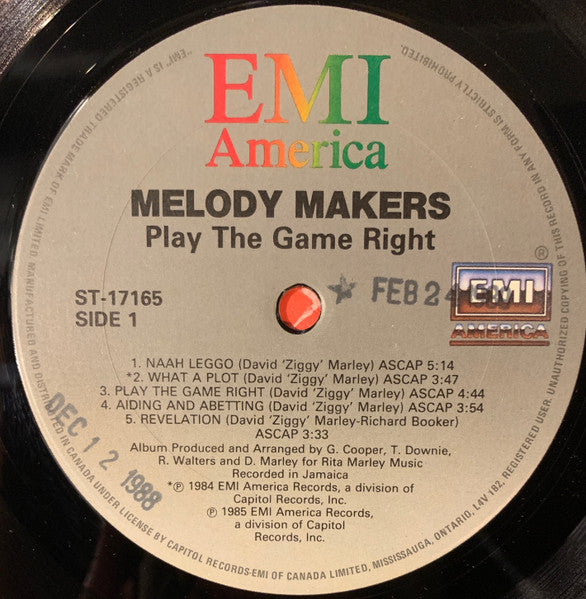 EMI
America
MELODY MAKERS
Play The Game Right
ST-17165
SIDE 1
★ FEB 24
EMI
AMERICA
®
1. NAAH LEGGO (David 'Ziggy' Marley) ASCAP 5:14
*2. WHAT A PLOT (David 'Ziggy' Marley) ASCAP 3:47
3. PLAY THE GAME RIGHT (David 'Ziggy' Marley) ASCAP 4:44
4. AIDING AND ABETTING (David 'Ziggy' Marley) ASCAP 3:54
5. REVELATION (David 'Ziggy' Marley-Richard Booker)
ASCAP 3:33
Album Produced and Arranged by G. Cooper, T. Downie,
R. Walters and D. Marley for Rita Marley Music
Recorded in Jamaica
*℗ 1984 EMI America Records, a division of
Capitol Records, Inc.
℗ 1985 EMI America Records,
a division of Capitol
Records, Inc.
DEC 12 1988
"EMI" IS A REGISTERED TRADE MARK OF EMI LIMITED. MANUFACTURED AND DISTRIBUTED IN CANADA UNDER LICENSE BY CAPITOL RECORDS-EMI OF CANADA LIMITED, MISSISSAUGA, ONTARIO, L4V 1B2, REGISTERED USER. UNAUTHORIZED COPYING OF THIS RECORD IN ANY FORM IS STRICTLY PROHIBITED.